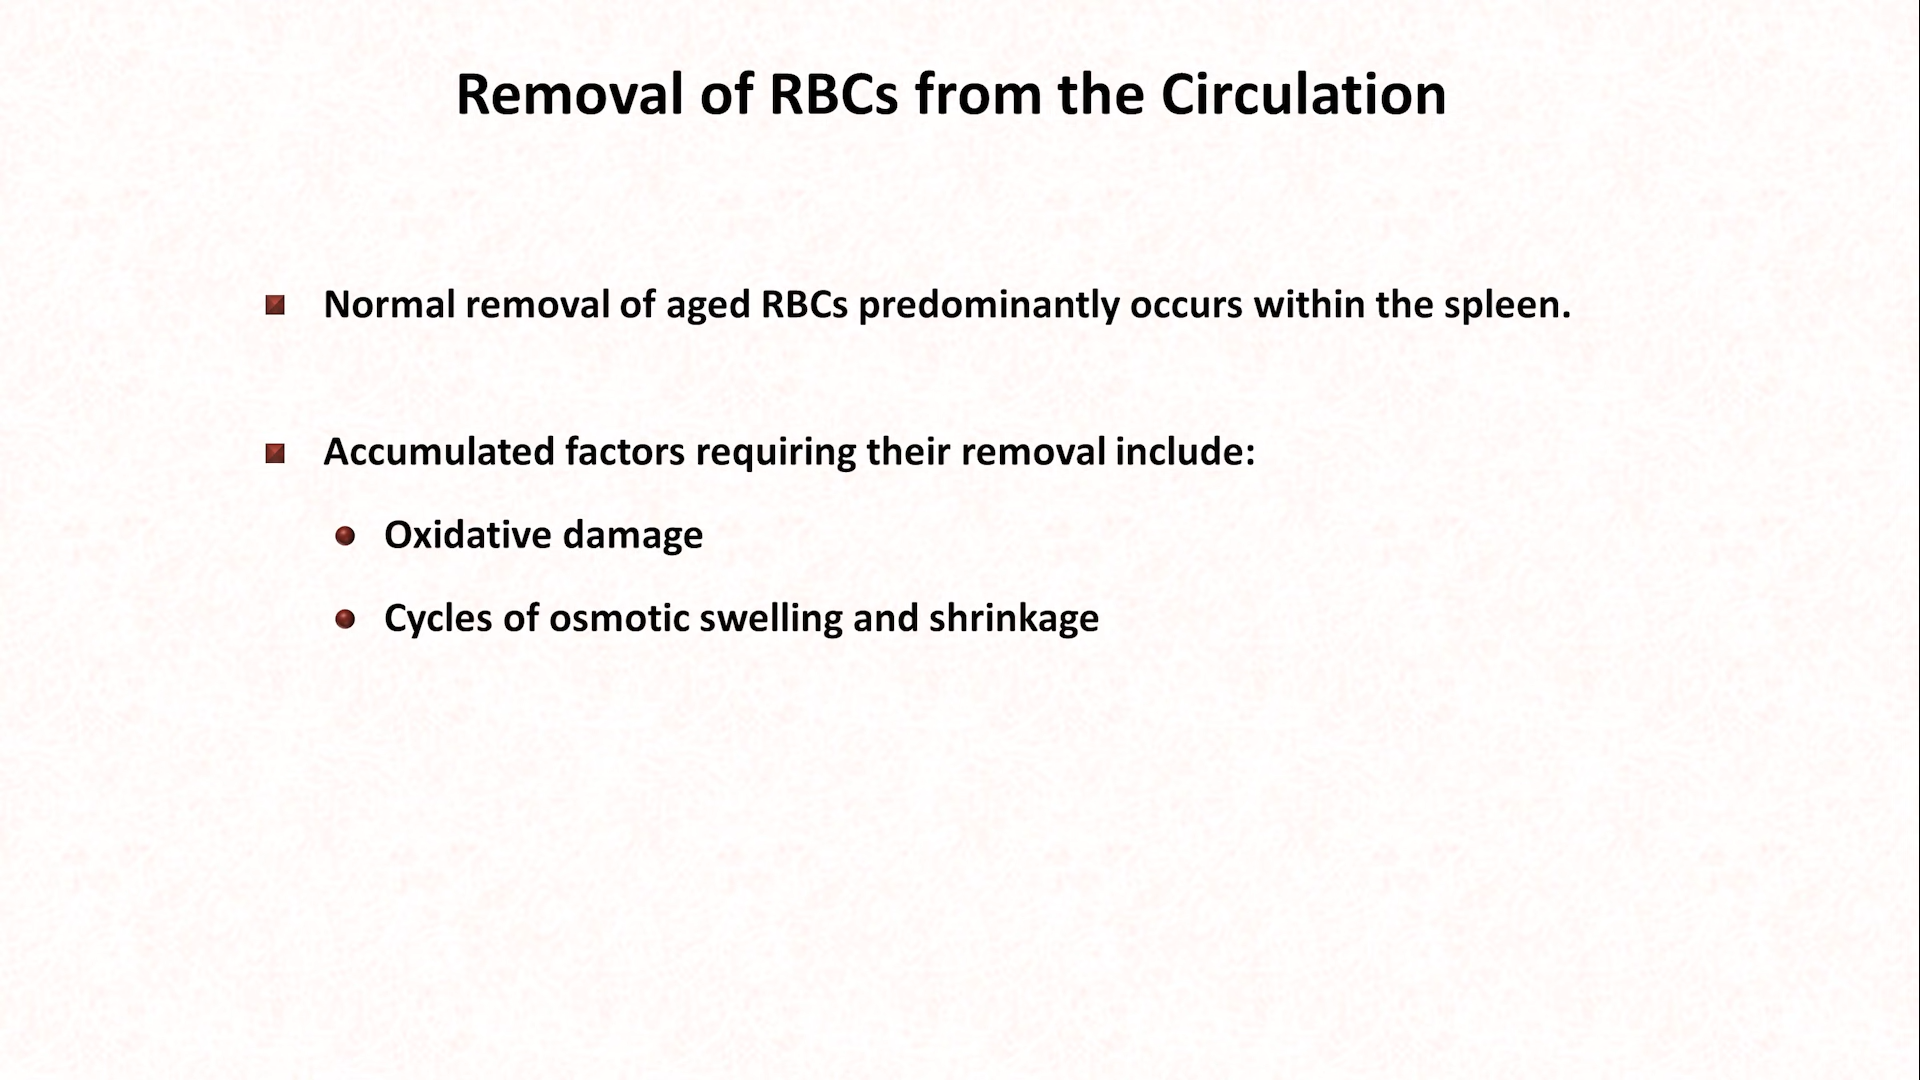 Removal of RBCs from the Circulation
Normal removal of aged RBCs predominantly occurs within the spleen.
Accumulated factors requiring their removal include:
Oxidative damage
Cycles of osmotic swelling and shrinkage